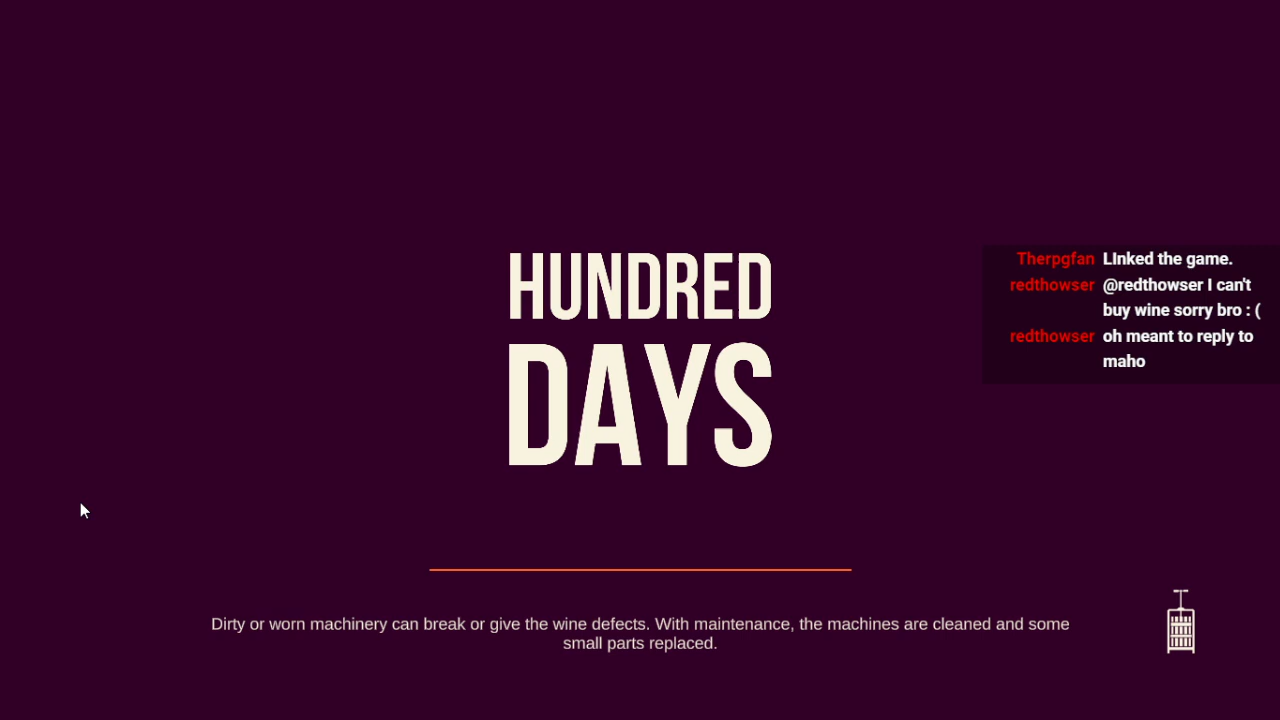 HUNDRED
DAYS
Therpgfan LInked the game.
redthowser @redthowser I can't
buy wine sorry bro : (
redthowser oh meant to reply to
maho
Dirty or worn machinery can break or give the wine defects. With maintenance, the machines are cleaned and some
small parts replaced.